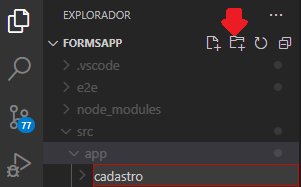 EXPLORADOR
FORMSAPP
.vscode
e2e
node_modules
src
app
cadastro
77